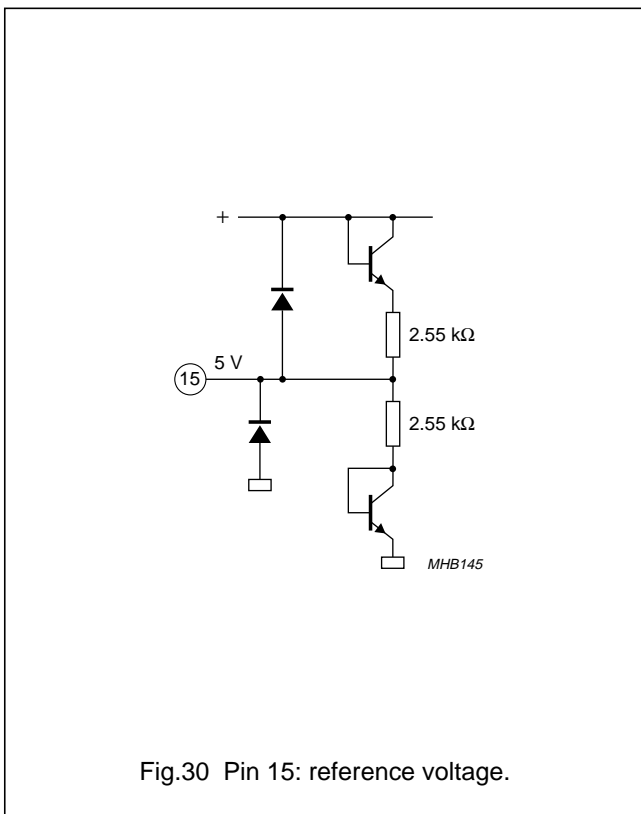 +
2.55 kΩ
15 5 V
2.55 kΩ
MHB145
Fig.30 Pin 15: reference voltage.